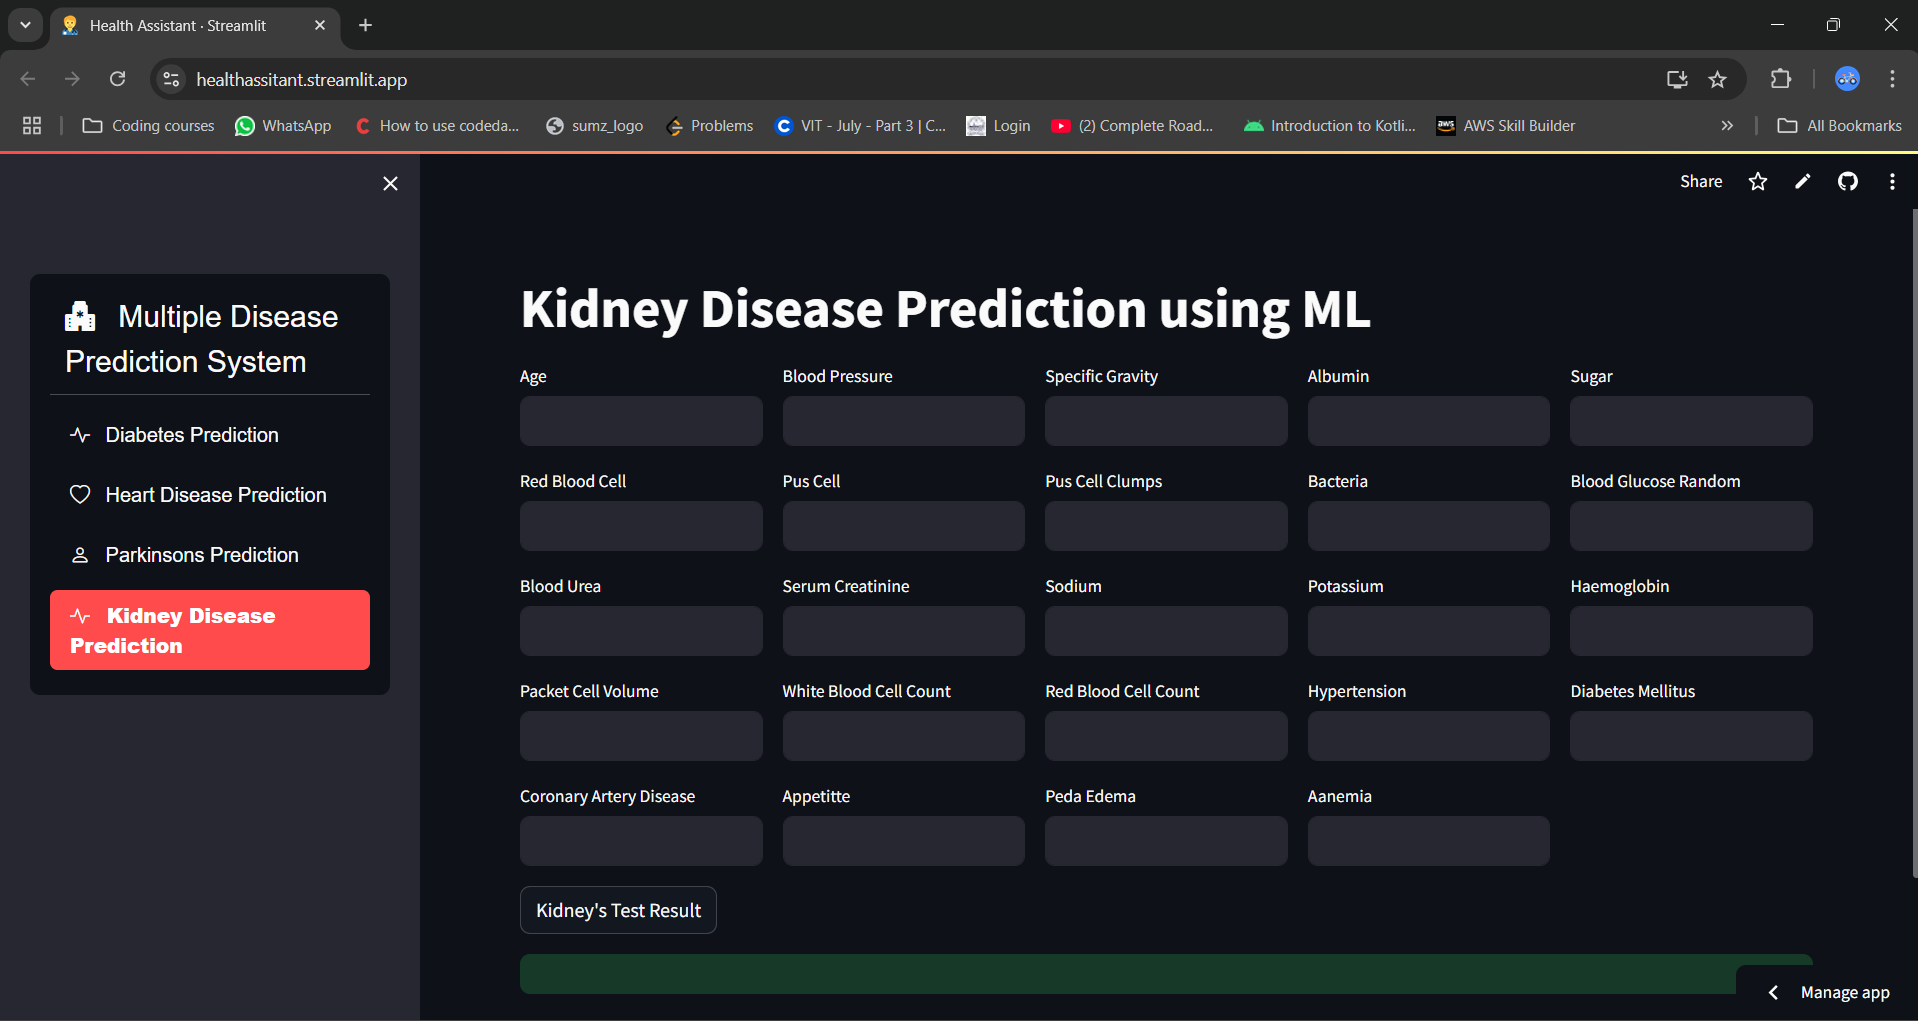 Health Assistant · Streamlit
healthassitant.streamlit.app
Coding courses
WhatsApp
How to use codeda...
sumz_logo
Problems
VIT - July - Part 3 | C...
Login
(2) Complete Road...
Introduction to Kotli...
aws AWS Skill Builder
All Bookmarks
Share
Multiple Disease
Prediction System
Diabetes Prediction
Heart Disease Prediction
Parkinsons Prediction
Kidney Disease
Prediction
Kidney Disease Prediction using ML
Age Blood Pressure Specific Gravity Albumin Sugar
Red Blood Cell Pus Cell Pus Cell Clumps Bacteria Blood Glucose Random
Blood Urea Serum Creatinine Sodium Potassium Haemoglobin
Packet Cell Volume White Blood Cell Count Red Blood Cell Count Hypertension Diabetes Mellitus
Coronary Artery Disease Appetitte Peda Edema Aanemia
Kidney's Test Result
Manage app